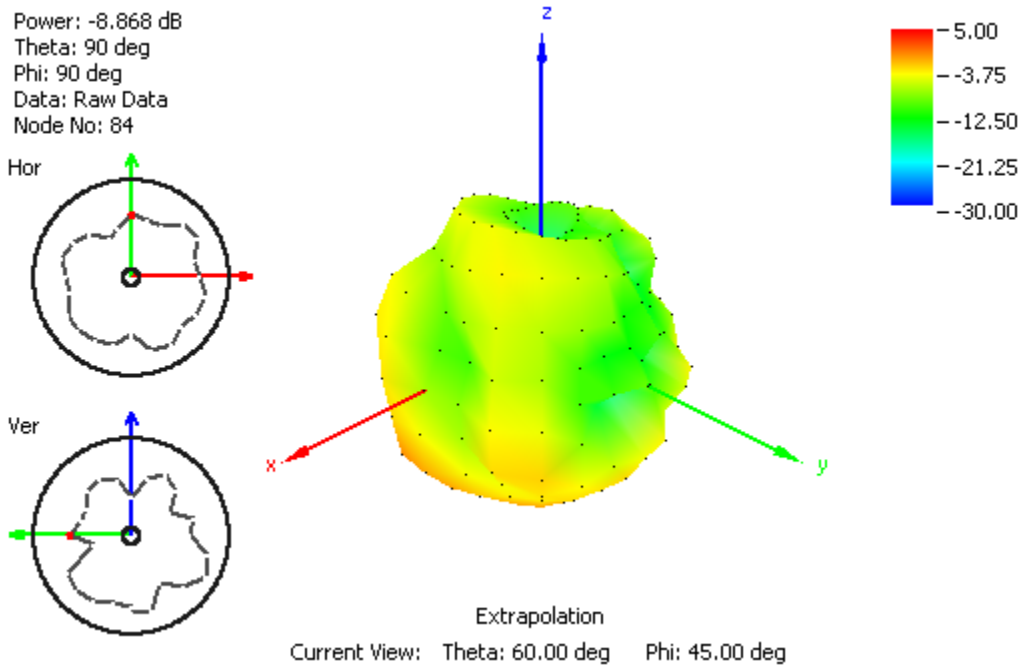 Power: -8.868 dB
Theta: 90 deg
Phi: 90 deg
Data: Raw Data
Node No: 84
Hor
Ver
z
x
y
5.00
-3.75
-12.50
-21.25
-30.00
Extrapolation
Current View: Theta: 60.00 deg Phi: 45.00 deg